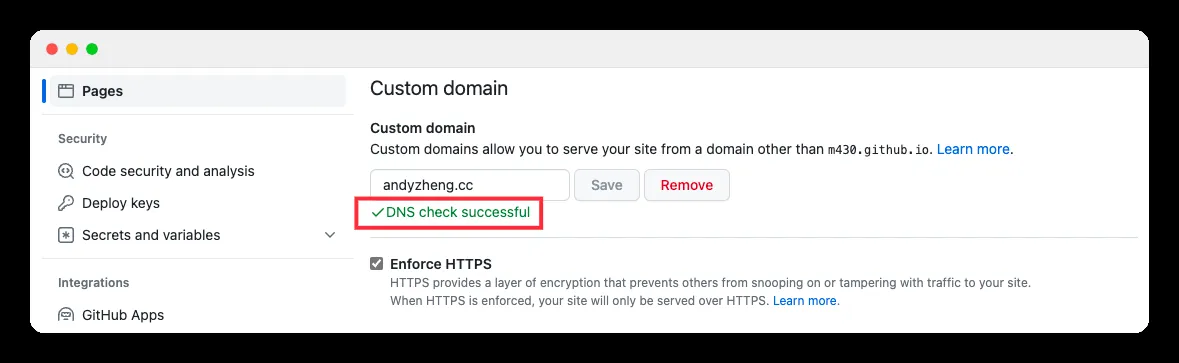 Pages
Security
Code security and analysis
Deploy keys
Secrets and variables
Integrations
GitHub Apps
Custom domain
Custom domain
Custom domains allow you to serve your site from a domain other than m430.github.io. Learn more.
andyzheng.cc Save Remove
DNS check successful
Enforce HTTPS
HTTPS provides a layer of encryption that prevents others from snooping on or tampering with traffic to your site.
When HTTPS is enforced, your site will only be served over HTTPS. Learn more.